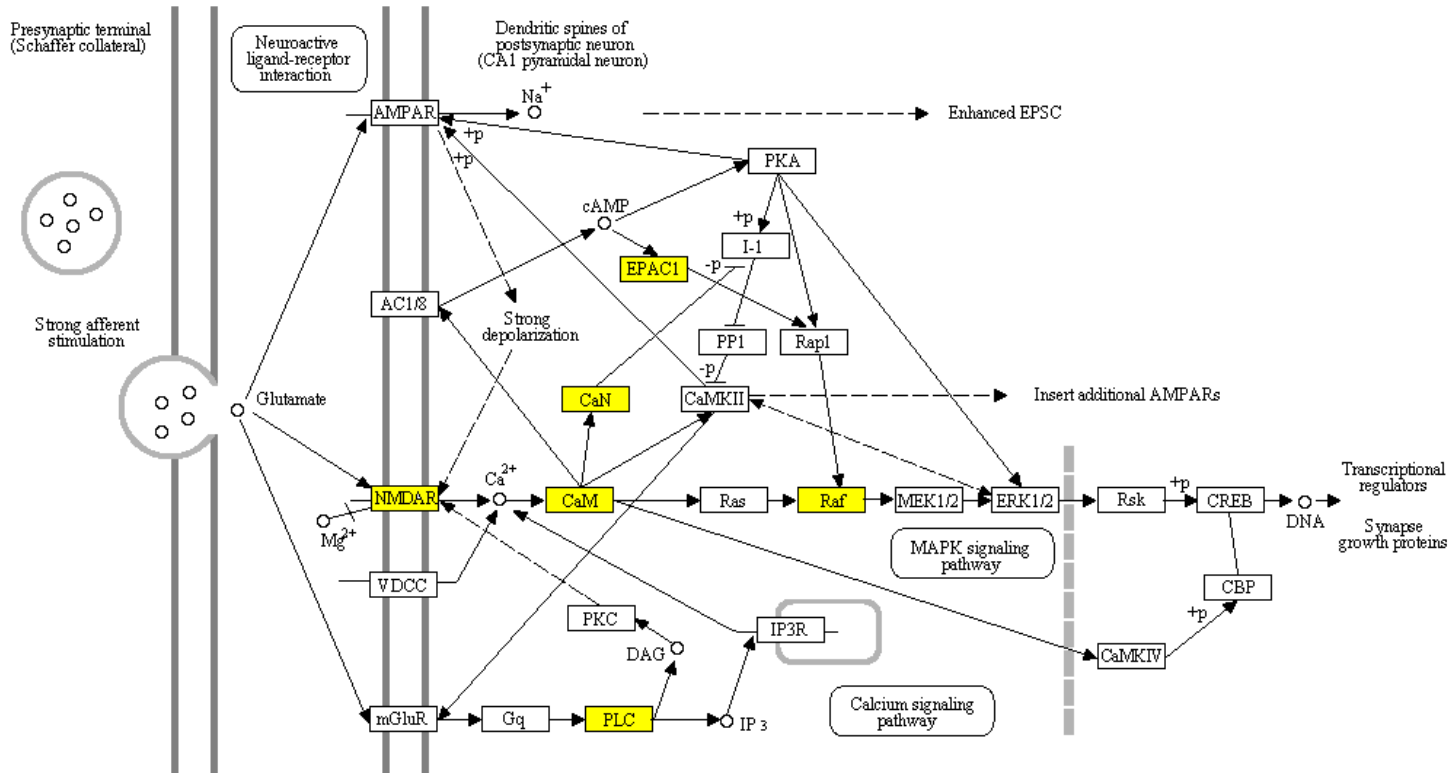 Presynaptic terminal
(Schaffer collateral)
Neuroactive
ligand-receptor
interaction
Dendritic spines of
postsynaptic neuron
(CA1 pyramidal neuron)
AMPAR
Na+
Enhanced EPSC
+p
+p
PKA
cAMP
+p
I-1
-p
EPAC1
AC1/8
Strong afferent
stimulation
Strong
depolarization
PP1
Rap1
-p
Glutamate
CaN
CaMKII
Insert additional AMPARs
Ca2+
NMDAR
CaM
Ras
Raf
MEK1/2
ERK1/2
Rsk
+p
CREB
DNA
Transcriptional
regulators
Synapse
growth proteins
Mg2+
MAPK signaling
pathway
VDCC
CBP
PKC
IP3R
+p
DAG
CaMKIV
mGluR
Gq
PLC
IP3
Calcium signaling
pathway